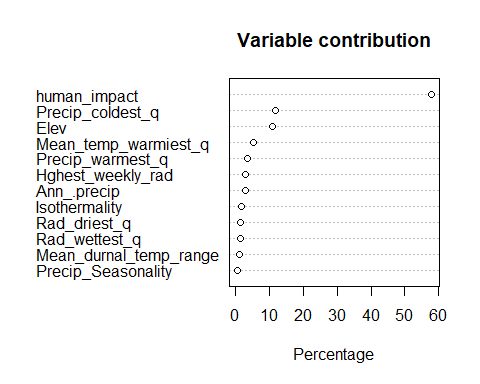 Variable contribution
human_impact
Precip_coldest_q
Elev
Mean_temp_warmiest_q
Precip_warmest_q
Hghest_weekly_rad
Ann_.precip
Isothermality
Rad_driest_q
Rad_wettest_q
Mean_durnal_temp_range
Precip_Seasonality
0 10 20 30 40 50 60
Percentage